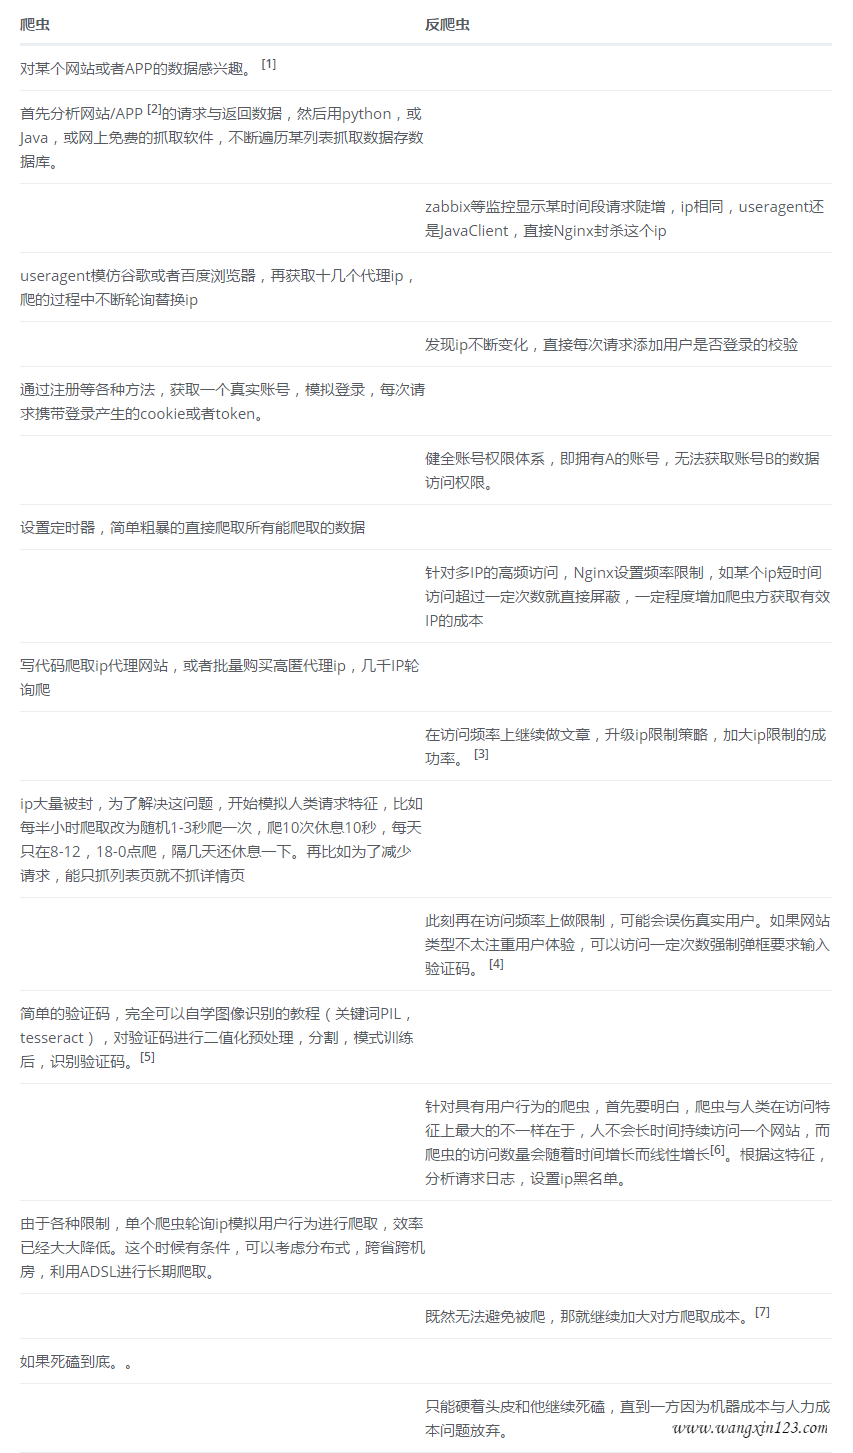 爬虫 反爬虫
对某个网站或者APP的数据感兴趣。 [1]
首先分析网站/APP [2]的请求与返回数据，然后用python，或
Java，或网上免费的抓取软件，不断遍历某列表抓取数据存数
据库。
zabbix等监控显示某时间段请求陡增，ip相同，useragent还
是JavaClient，直接Nginx封杀这个ip
useragent模仿谷歌或者百度浏览器，再获取十几个代理ip，
爬的过程中不断轮询替换ip
发现ip不断变化，直接每次请求添加用户是否登录的校验
通过注册等各种方法，获取一个真实账号，模拟登录，每次请
求携带登录产生的cookie或者token。
健全账号权限体系，即拥有A的账号，无法获取账号B的数据
访问权限。
设置定时器，简单粗暴的直接爬取所有能爬取的数据
针对多IP的高频访问，Nginx设置频率限制，如某个ip短时间
访问超过一定次数就直接屏蔽，一定程度增加爬虫方获取有效
IP的成本
写代码爬取ip代理网站，或者批量购买高匿代理ip，几千IP轮
询爬
在访问频率上继续做文章，升级ip限制策略，加大ip限制的成
功率。 [3]
ip大量被封，为了解决这问题，开始模拟人类请求特征，比如
每半小时爬取改为随机1-3秒爬一次，爬10次休息10秒，每天
只在8-12，18-0点爬，隔几天还休息一下。再比如为了减少
请求，能只抓列表页就不抓详情页
此刻再在访问频率上做限制，可能会误伤真实用户。如果网站
类型不太注重用户体验，可以访问一定次数强制弹框要求输入
验证码。 [4]
简单的验证码，完全可以自学图像识别的教程（关键词PIL，
tesseract），对验证码进行二值化预处理，分割，模式训练
后，识别验证码。[5]
针对具有用户行为的爬虫，首先要明白，爬虫与人类在访问特
征上最大的不一样在于，人不会长时间持续访问一个网站，而
爬虫的访问数量会随着时间增长而线性增长[6]。根据这特征，
分析请求日志，设置ip黑名单。
由于各种限制，单个爬虫轮询ip模拟用户行为进行爬取，效率
已经大大降低。这个时候有条件，可以考虑分布式，跨省跨机
房，利用ADSL进行长期爬取。
既然无法避免被爬，那就继续加大对方爬取成本。[7]
如果死磕到底。。
只能硬着头皮和他继续死磕，直到一方因为机器成本与人力成
本问题放弃。
www.wangxin123.com